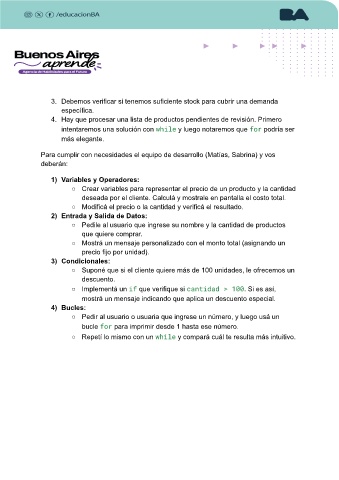 /educacionBA
BA
Buenos Aires
aprende
Agencia de Habilidades para el Futuro
3. Debemos verificar si tenemos suficiente stock para cubrir una demanda
específica.
4. Hay que procesar una lista de productos pendientes de revisión. Primero
intentaremos una solución con while y luego notaremos que for podría ser
más elegante.
Para cumplir con necesidades el equipo de desarrollo (Matías, Sabrina) y vos
deberán:
1) Variables y Operadores:
○ Crear variables para representar el precio de un producto y la cantidad
deseada por el cliente. Calculá y mostrale en pantalla el costo total.
○ Modificá el precio o la cantidad y verificá el resultado.
2) Entrada y Salida de Datos:
○ Pedile al usuario que ingrese su nombre y la cantidad de productos
que quiere comprar.
○ Mostrá un mensaje personalizado con el monto total (asignando un
precio fijo por unidad).
3) Condicionales:
○ Suponé que si el cliente quiere más de 100 unidades, le ofrecemos un
descuento.
○ Implementá un if que verifique si cantidad > 100. Si es así,
mostrá un mensaje indicando que aplica un descuento especial.
4) Bucles:
○ Pedir al usuario o usuaria que ingrese un número, y luego usá un
bucle for para imprimir desde 1 hasta ese número.
○ Repetí lo mismo con un while y compará cuál te resulta más intuitivo.